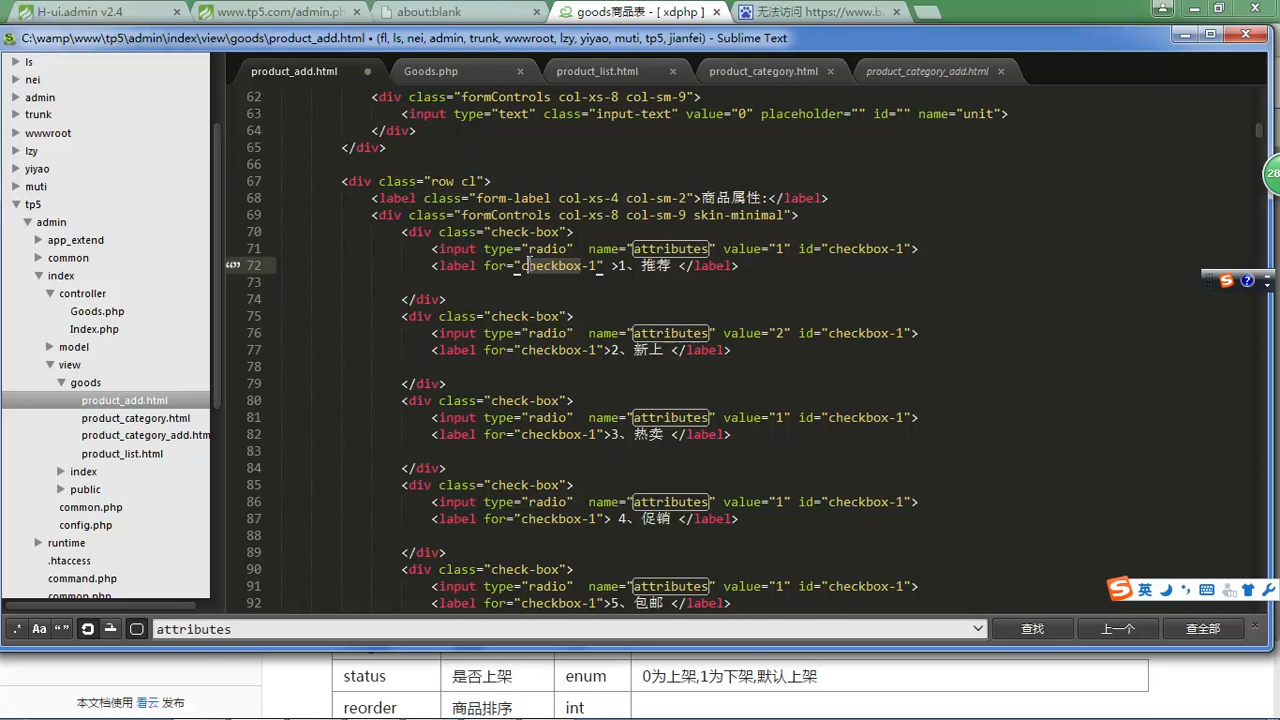 H-ui.admin v2.4
www.tp5.com/admin.ph
about:blank
goods商品表 - [ xdphp ]
无法访问 https://www.b
C:\wamp\www\tp5\admin\index\view\goods\product_add.html • (fl, ls, nei, admin, trunk, wwwroot, lzy, yiyao, muti, tp5, jianfei) - Sublime Text
ls
nei
admin
trunk
wwwroot
lzy
yiyao
muti
tp5
admin
app_extend
common
index
controller
Goods.php
Index.php
model
view
goods
product_add.html
product_category.html
product_category_add.htm
product_list.html
index
public
common.php
config.php
runtime
.htaccess
command.php
common.php
product_add.html
Goods.php
product_list.html
product_category.html
product_category_add.html
62 <div class="formControls col-xs-8 col-sm-9">
63 <input type="text" class="input-text" value="0" placeholder="" id="" name="unit">
64 </div>
65 </div>
66
67 <div class="row cl">
68 <label class="form-label col-xs-4 col-sm-2">商品属性:</label>
69 <div class="formControls col-xs-8 col-sm-9 skin-minimal">
70 <div class="check-box">
71 <input type="radio" name="attributes" value="1" id="checkbox-1">
72 <label for="checkbox-1" >1、推荐 </label>
73
74 </div>
75 <div class="check-box">
76 <input type="radio" name="attributes" value="2" id="checkbox-1">
77 <label for="checkbox-1">2、新上 </label>
78
79 </div>
80 <div class="check-box">
81 <input type="radio" name="attributes" value="1" id="checkbox-1">
82 <label for="checkbox-1">3、热卖 </label>
83
84 </div>
85 <div class="check-box">
86 <input type="radio" name="attributes" value="1" id="checkbox-1">
87 <label for="checkbox-1"> 4、促销 </label>
88
89 </div>
90 <div class="check-box">
91 <input type="radio" name="attributes" value="1" id="checkbox-1">
92 <label for="checkbox-1">5、包邮 </label>
28
英
.* Aa “”
attributes
查找
上一个
查全部
本文档使用 看云 发布
status 是否上架 enum 0为上架,1为下架,默认上架
reorder 商品排序 int